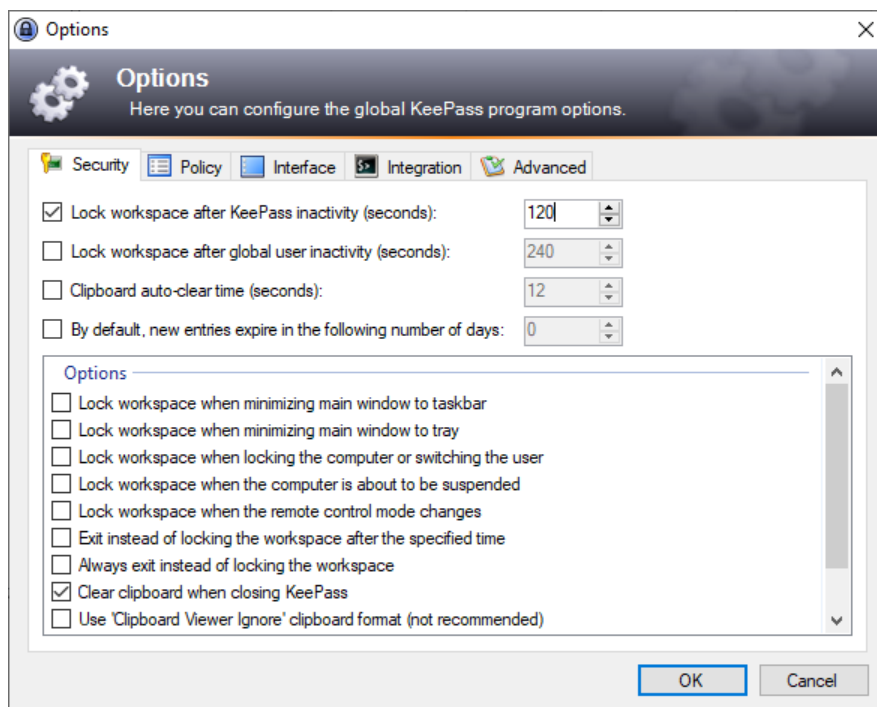 Options
Options
Here you can configure the global KeePass program options.
Security Policy Interface Integration Advanced
Lock workspace after KeePass inactivity (seconds): 120
Lock workspace after global user inactivity (seconds): 240
Clipboard auto-clear time (seconds): 12
By default, new entries expire in the following number of days: 0
Options
Lock workspace when minimizing main window to taskbar
Lock workspace when minimizing main window to tray
Lock workspace when locking the computer or switching the user
Lock workspace when the computer is about to be suspended
Lock workspace when the remote control mode changes
Exit instead of locking the workspace after the specified time
Always exit instead of locking the workspace
Clear clipboard when closing KeePass
Use 'Clipboard Viewer Ignore' clipboard format (not recommended)
OK Cancel